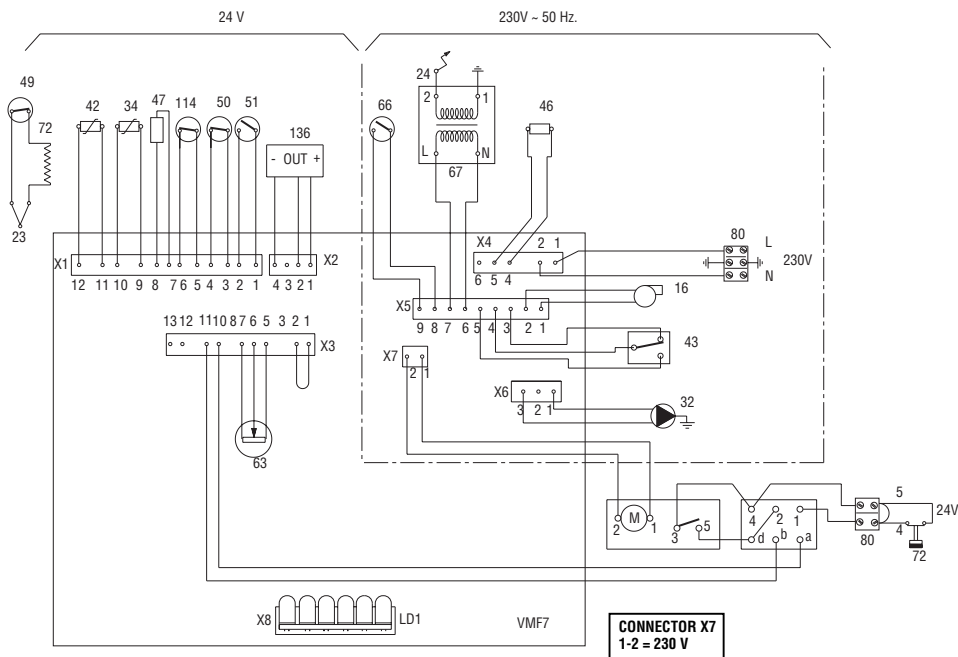 24 V 230V ~ 50 Hz.
49
72
23
42 34 47 114 50 51
136
- OUT +
66
24
2 1
L N
67
46
X1
12 11 10 9 8 7 6 5 4 3 2 1
X2
4 3 2 1
X4
2 1
6 5 4
80
L
N
230V
X5
9 8 7 6 5 4 3 2 1
16
13 12 11 10 8 7 6 5 3 2 1
X3
63
X7
2 1
43
X6
3 2 1
32
M
2 1 3 5
4 2 1
d b a
80
5
4
24V
72
X8
LD1
VMF7
CONNECTOR X7
1-2 = 230 V